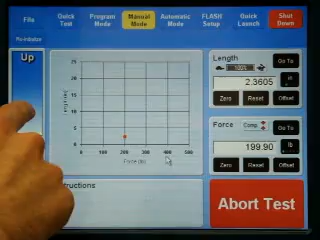 File
Quick Test
Program Mode
Manual Mode
Automatic Mode
FLASH Setup
Quick Launch
Shut Down
Up
Length
100%
Go To
2.3605
in
Zero
Reset
Offset
Force
Comp
Go To
199.90
lb
Zero
Reset
Offset
25
20
15
10
5
0
0 100 200 300 400 500
Force (lb)
Abort Test